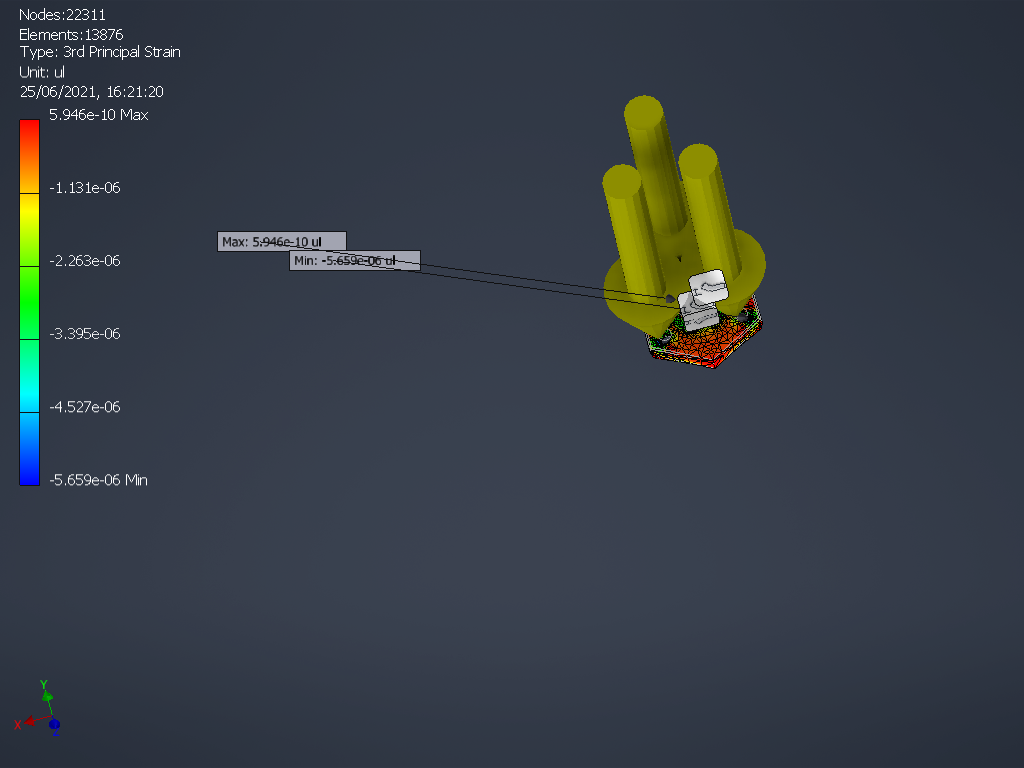 Nodes:22311
Elements:13876
Type: 3rd Principal Strain
Unit: ul
25/06/2021, 16:21:20
5.946e-10 Max
-1.131e-06
-2.263e-06
-3.395e-06
-4.527e-06
-5.659e-06 Min
Max: 5.946e-10 ul
Min: -5.659e-06 ul
Y
X
Z